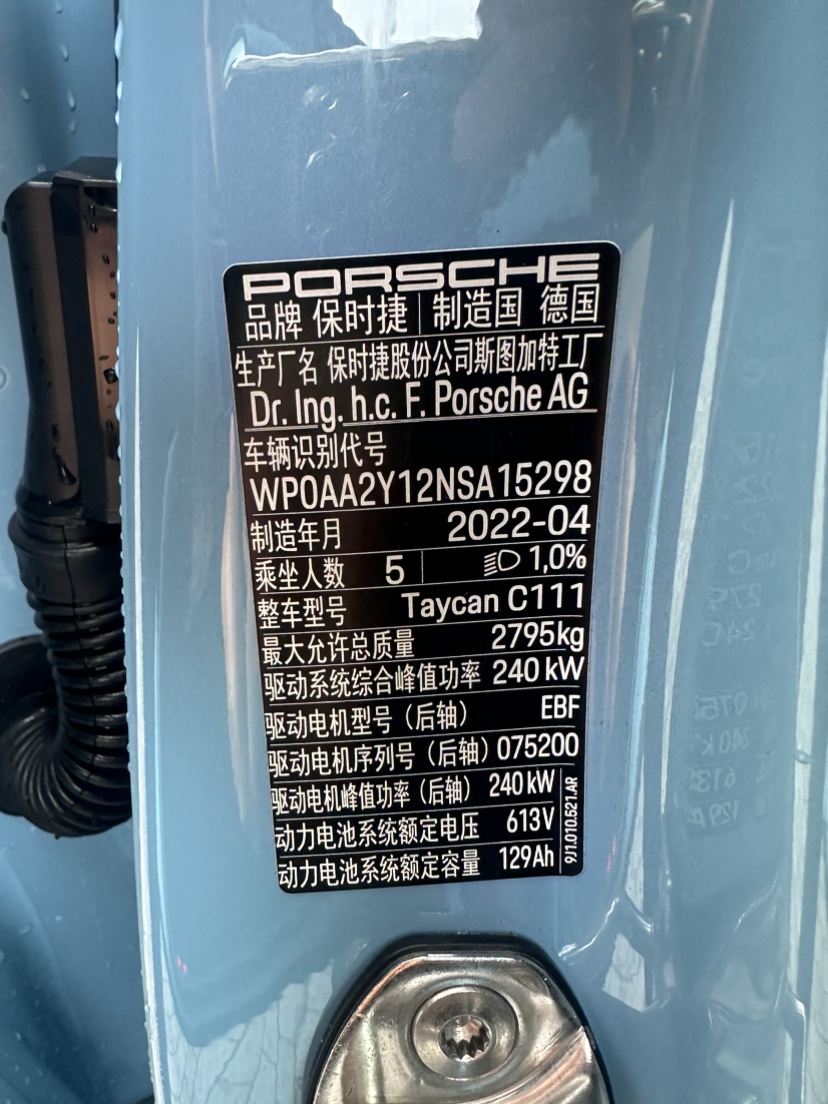 PORSCHE
品牌 保时捷 制造国 德国
生产厂名 保时捷股份公司斯图加特工厂
Dr. Ing. h.c. F. Porsche AG
车辆识别代号
WP0AA2Y12NSA15298
制造年月 2022-04
乘坐人数 5 1,0%
整车型号 Taycan C111
最大允许总质量 2795kg
驱动系统综合峰值功率 240 kW
驱动电机型号（后轴） EBF
驱动电机序列号（后轴） 075200
驱动电机峰值功率（后轴） 240 kW
动力电池系统额定电压 613V
动力电池系统额定容量 129Ah
9J1.010.521.AR